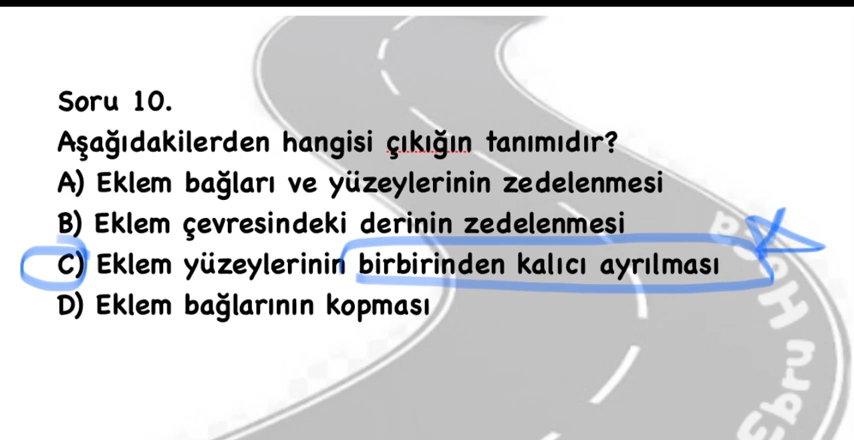 Soru 10.
Aşağıdakilerden hangisi çıkığın tanımıdır?
A) Eklem bağları ve yüzeylerinin zedelenmesi
B) Eklem çevresindeki derinin zedelenmesi
C) Eklem yüzeylerinin birbirinden kalıcı ayrılması
D) Eklem bağlarının kopması
Ebru Hoca